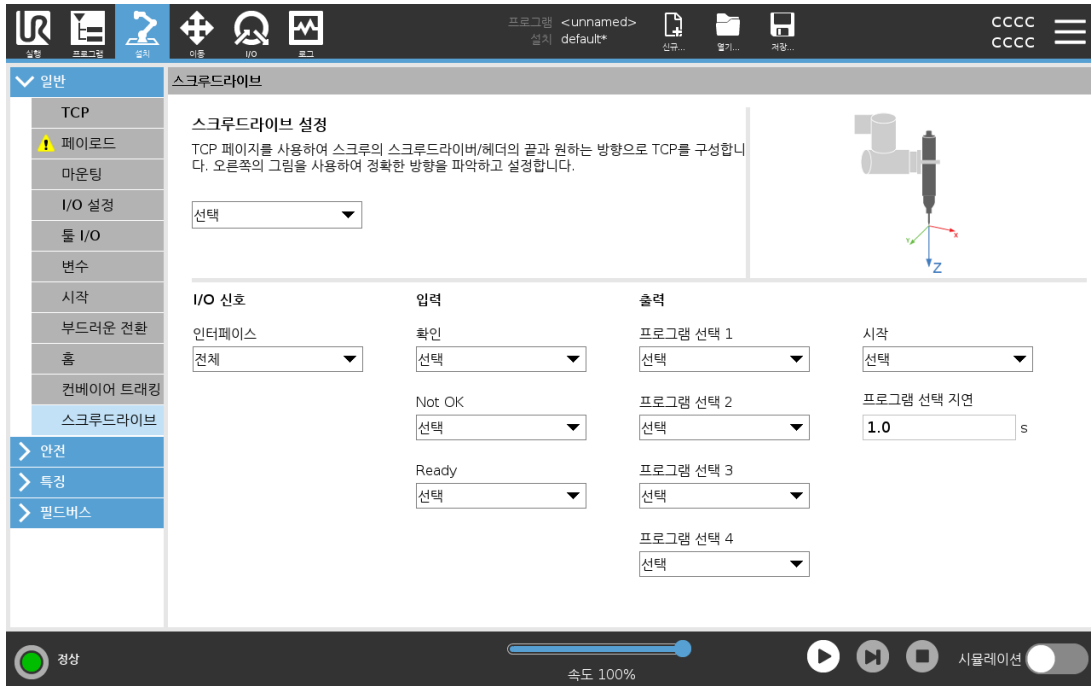 UR
프로그램 <unnamed>
설치 default*
실행 프로그램 설치 이동 I/O 로그 신규... 열기... 저장...
cccc
cccc
일반
TCP
페이로드
마운팅
I/O 설정
툴 I/O
변수
시작
부드러운 전환
홈
컨베이어 트래킹
스크루드라이브
안전
특징
필드버스
스크루드라이브
스크루드라이브 설정
TCP 페이지를 사용하여 스크루의 스크루드라이버/헤더의 끝과 원하는 방향으로 TCP를 구성합니
다. 오른쪽의 그림을 사용하여 정확한 방향을 파악하고 설정합니다.
선택
Y X
Z
I/O 신호 입력 출력
인터페이스 확인 프로그램 선택 1 시작
전체 선택 선택 선택
Not OK 프로그램 선택 2 프로그램 선택 지연
선택 선택 1.0 s
Ready 프로그램 선택 3
선택 선택
프로그램 선택 4
선택
정상
속도 100%
시뮬레이션